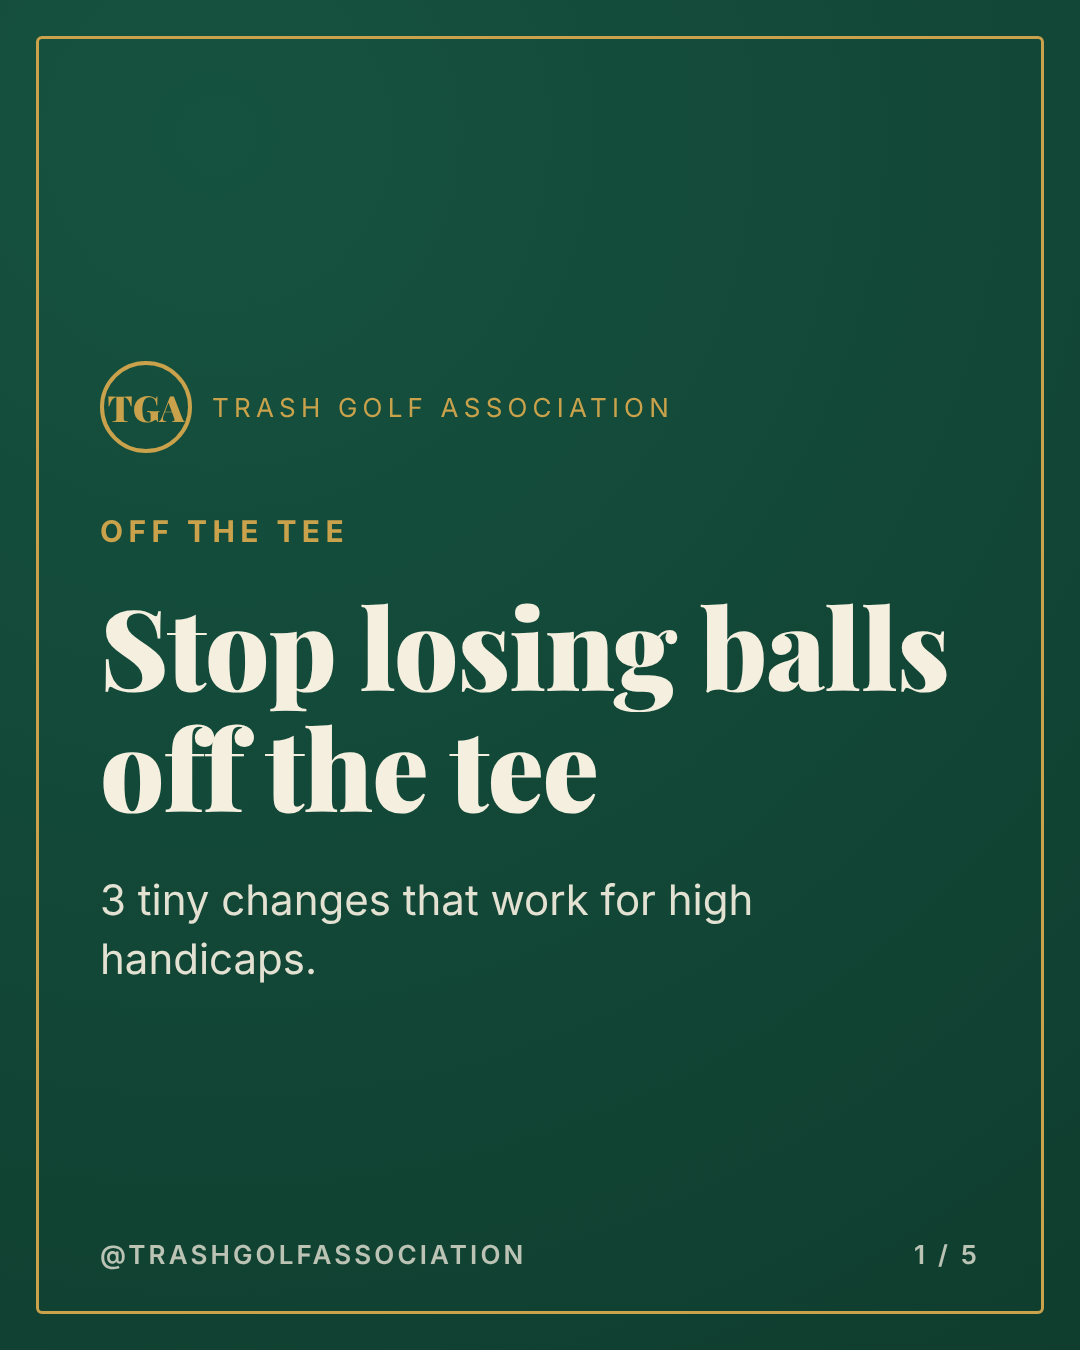 TGA TRASH GOLF ASSOCIATION
OFF THE TEE
Stop losing balls
off the tee
3 tiny changes that work for high
handicaps.
@TRASHGOLFASSOCIATION
1 / 5